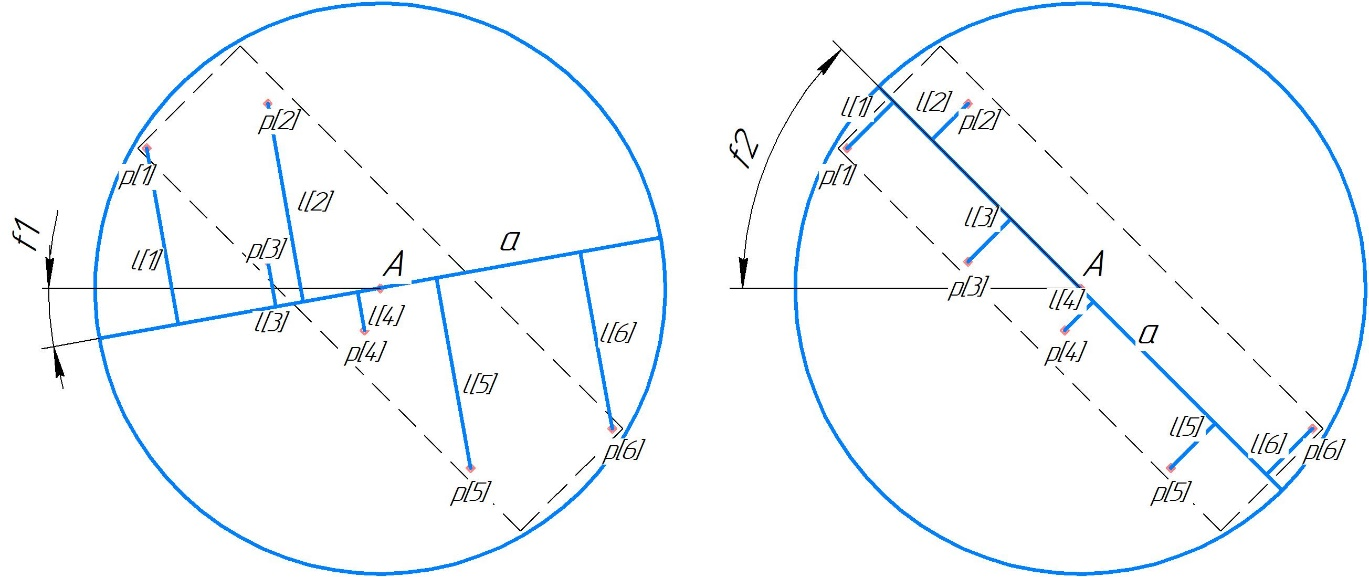 p[2]
p[1]
l[2]
f1
l[1]
p[3]
A
a
l[3]
l[4]
p[4]
l[6]
l[5]
p[6]
p[5]
f2
l[1]
l[2]
p[2]
p[1]
l[3]
p[3]
A
l[4]
a
p[4]
l[5]
l[6]
p[6]
p[5]